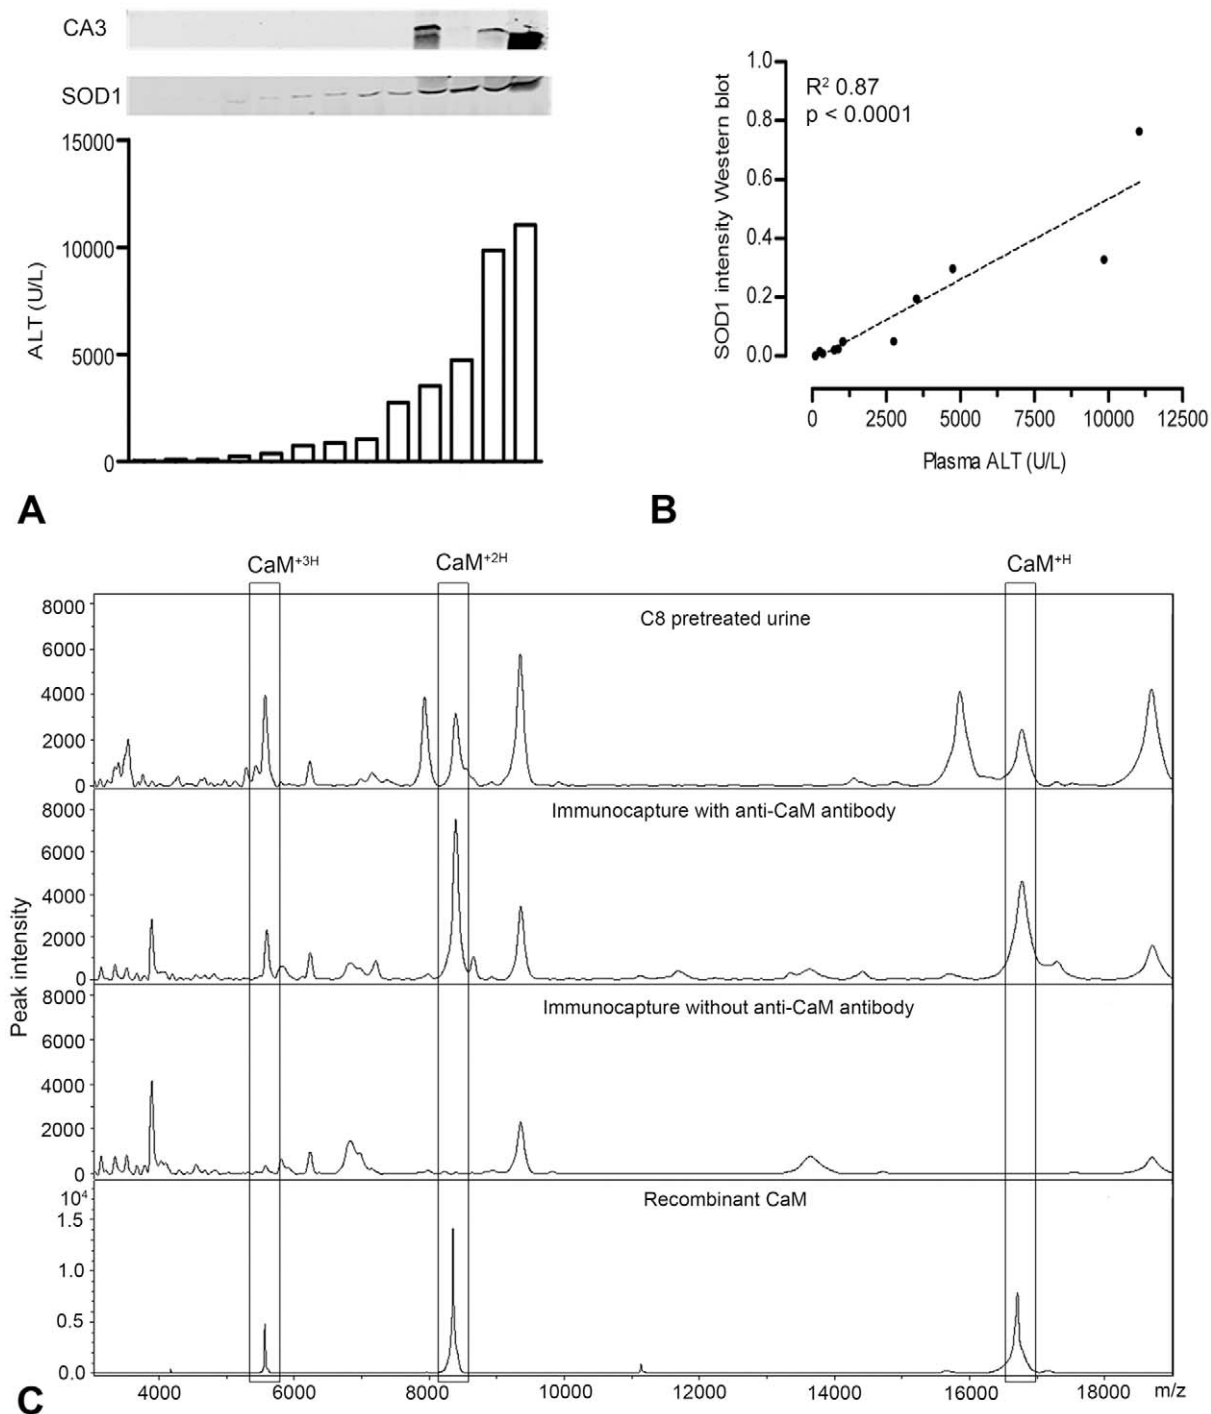 CA3
SOD1
15000
10000
5000
0
ALT (U/L)
A
1.0
0.8
0.6
0.4
0.2
0.0
SOD1 intensity Western blot
R² 0.87
p < 0.0001
0 2500 5000 7500 10000 12500
Plasma ALT (U/L)
B
CaM+3H CaM+2H CaM+H
C8 pretreated urine
8000
6000
4000
2000
0
Immunocapture with anti-CaM antibody
8000
6000
4000
2000
0
Peak intensity
Immunocapture without anti-CaM antibody
8000
6000
4000
2000
0
Recombinant CaM
10⁴
1.5
1.0
0.5
0.0
4000 6000 8000 10000 12000 14000 16000 18000 m/z
C